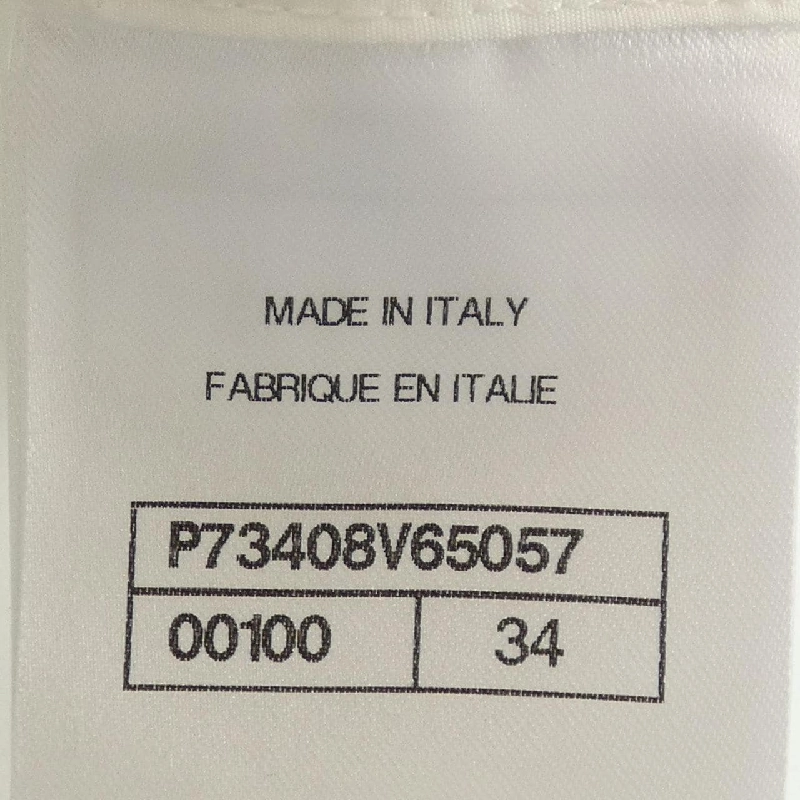 MADE IN ITALY
FABRIQUE EN ITALIE
P73408V65057
00100 34